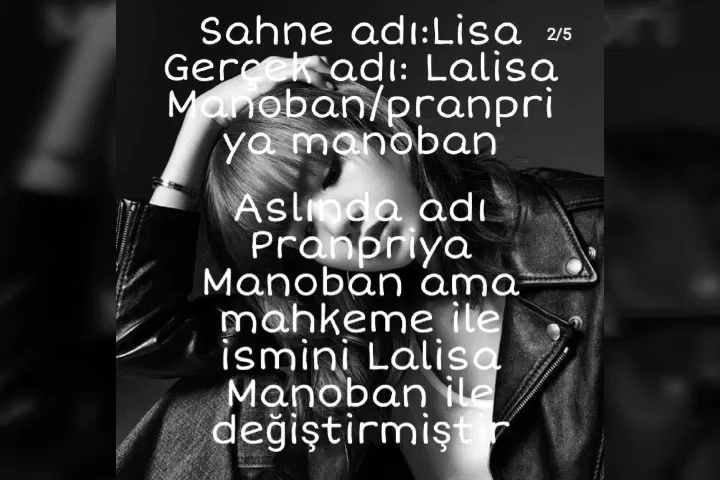 Sahne adı:Lisa
2/5
Gerçek adı: Lalisa
Manoban/pranpri
ya manoban
Aslında adı
Pranpriya
Manoban ama
mahkeme ile
ismini Lalisa
Manoban ile
değiştirmiştir